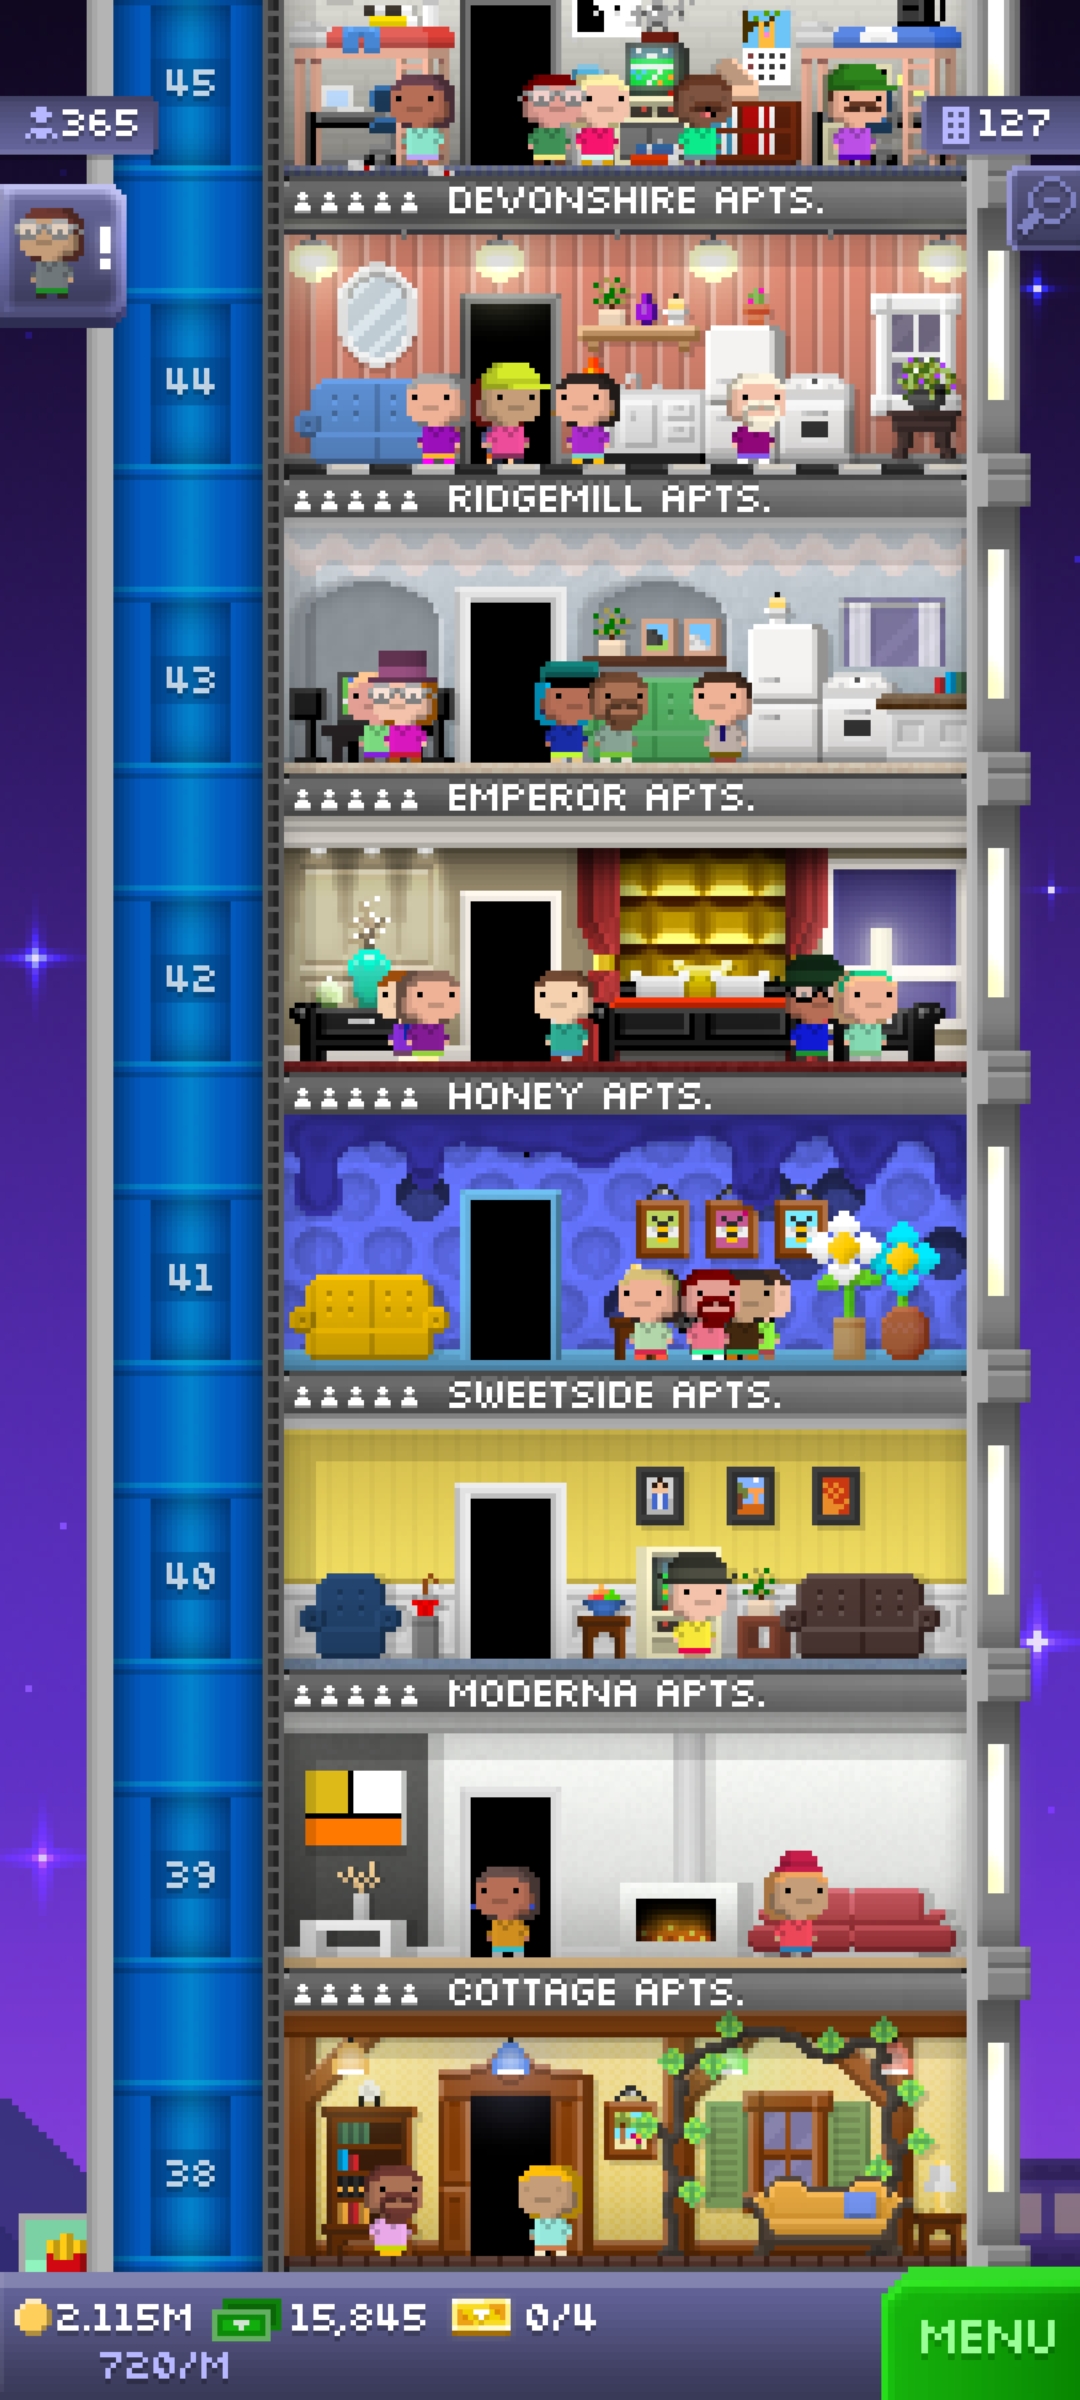 45
365
127
!
DEVONSHIRE APTS.
44
RIDGEMILL APTS.
43
EMPEROR APTS.
42
HONEY APTS.
41
SWEETSIDE APTS.
40
MODERNA APTS.
39
COTTAGE APTS.
38
2.115M 15,845 0/4
720/M
MENU